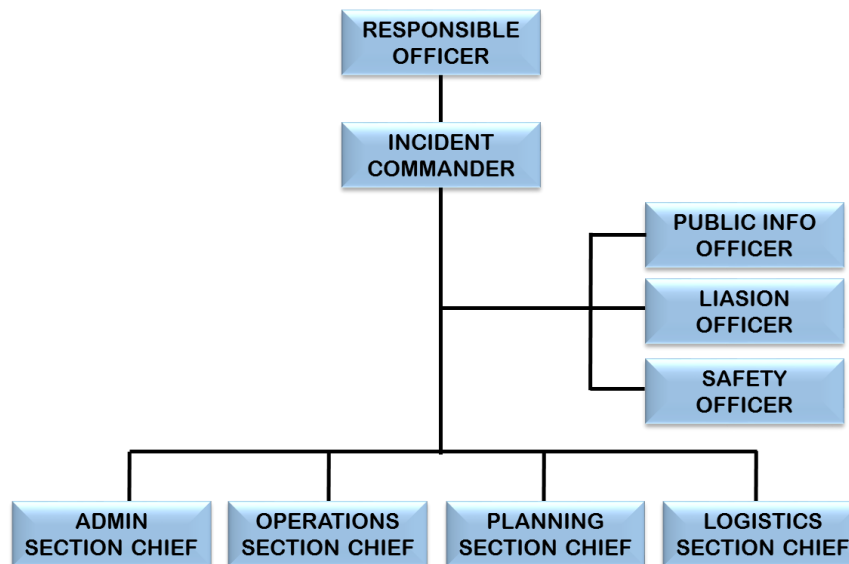 RESPONSIBLE
OFFICER
INCIDENT
COMMANDER
PUBLIC INFO
OFFICER
LIASION
OFFICER
SAFETY
OFFICER
ADMIN
SECTION CHIEF
OPERATIONS
SECTION CHIEF
PLANNING
SECTION CHIEF
LOGISTICS
SECTION CHIEF